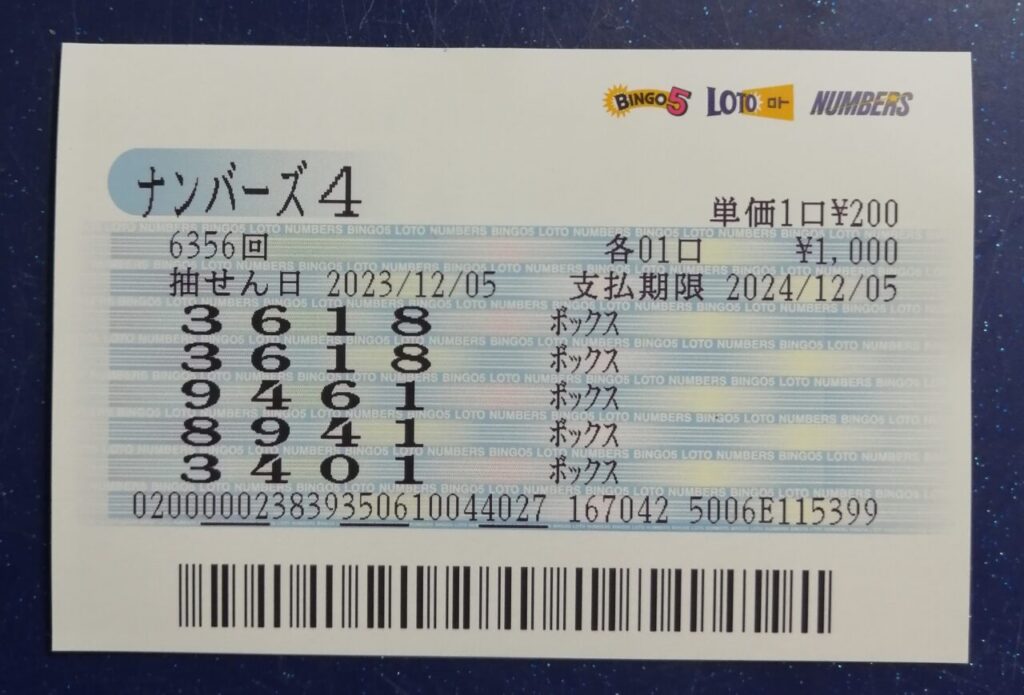 BINGO5 LOTO NUMBERS
ナンバーズ4
単価1口¥200
6356回 各01口 ¥1,000
抽せん日 2023/12/05 支払期限 2024/12/05
3618 ボックス
3618 ボックス
9461 ボックス
8941 ボックス
3401 ボックス
020000023839350610044027 167042 5006E115399